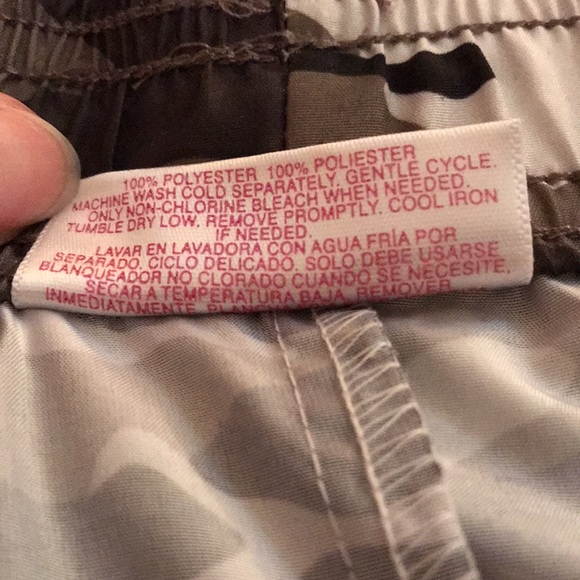 100% POLYESTER 100% POLIESTER
MACHINE WASH COLD SEPARATELY. GENTLE CYCLE.
ONLY NON-CHLORINE BLEACH WHEN NEEDED.
TUMBLE DRY LOW. REMOVE PROMPTLY. COOL IRON
IF NEEDED.
LAVAR EN LAVADORA CON AGUA FRÍA POR
SEPARADO CICLO DELICADO. SOLO DEBE USARSE
BLANQUEADOR NO CLORADO CUANDO SE NECESITE,
SECAR A TEMPERATURA BAJA, REMOVER
INMEDIATAMENTE,